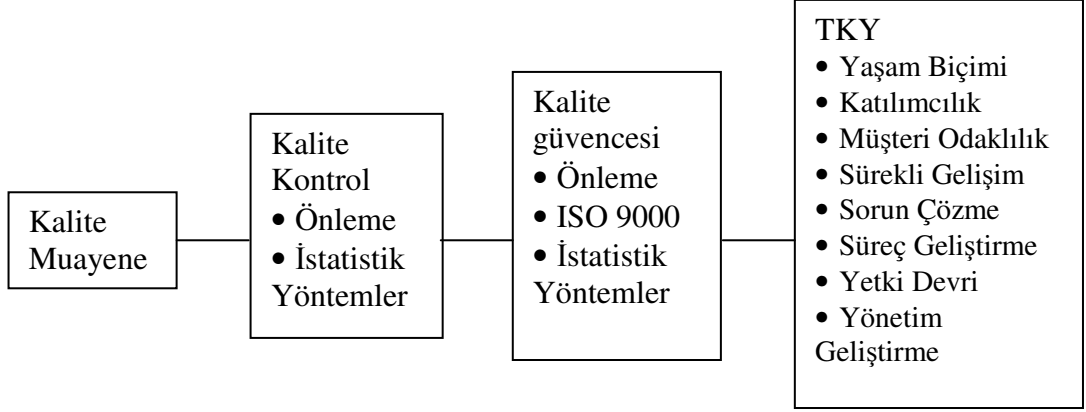 Kalite
Muayene
Kalite
Kontrol
• Önleme
• İstatistik
Yöntemler
Kalite
güvencesi
• Önleme
• ISO 9000
• İstatistik
Yöntemler
TKY
• Yaşam Biçimi
• Katılımcılık
• Müşteri Odaklılık
• Sürekli Gelişim
• Sorun Çözme
• Süreç Geliştirme
• Yetki Devri
• Yönetim
Geliştirme